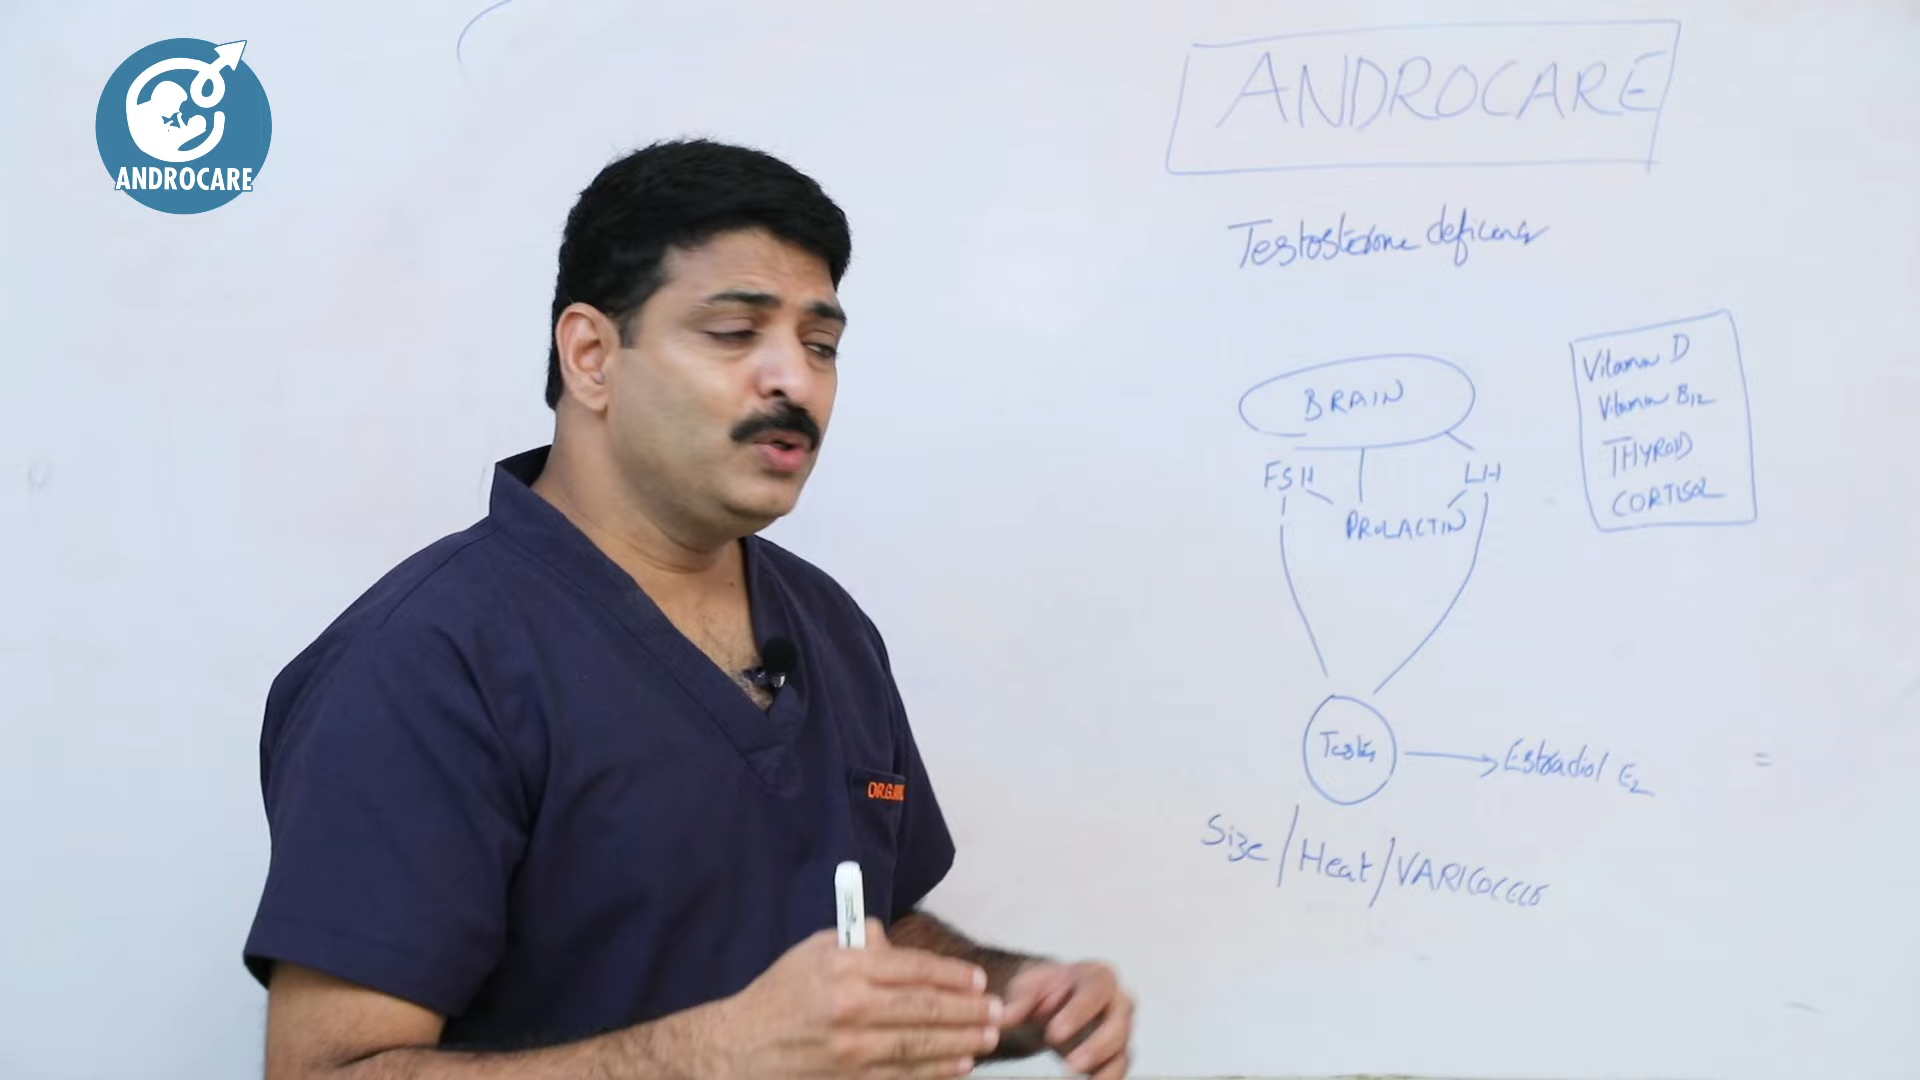 ANDROCARE
ANDROCARE
Testosterone deficiency
BRAIN
FSH
LH
PROLACTIN
Vitamin D
Vitamin B12
THYROID
CORTISOL
Testis
Estradiol E2
Size/Heat/VARICOCELE